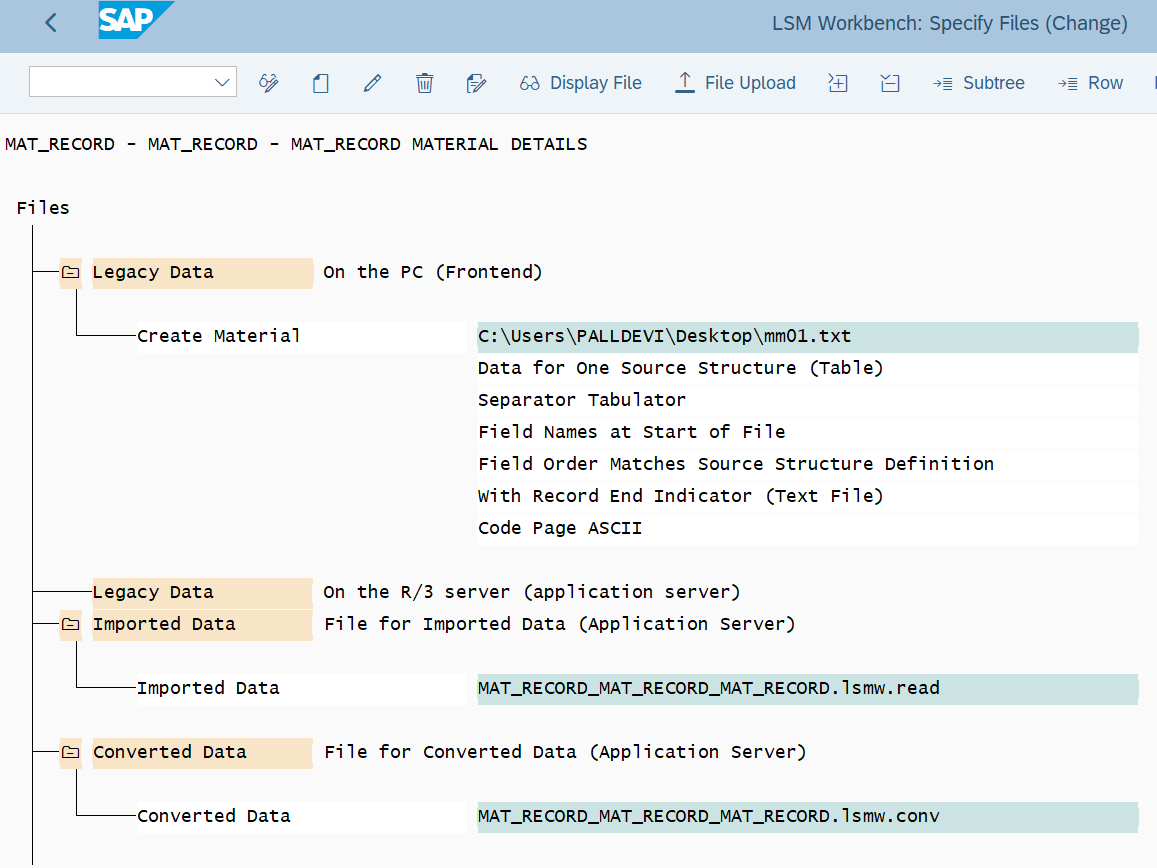 SAP
LSM Workbench: Specify Files (Change)
Display File
File Upload
Subtree
Row
MAT_RECORD - MAT_RECORD - MAT_RECORD MATERIAL DETAILS
Files
Legacy Data On the PC (Frontend)
Create Material C:\Users\PALLDEVI\Desktop\mm01.txt
Data for One Source Structure (Table)
Separator Tabulator
Field Names at Start of File
Field Order Matches Source Structure Definition
With Record End Indicator (Text File)
Code Page ASCII
Legacy Data On the R/3 server (application server)
Imported Data File for Imported Data (Application Server)
Imported Data MAT_RECORD_MAT_RECORD_MAT_RECORD.lsmw.read
Converted Data File for Converted Data (Application Server)
Converted Data MAT_RECORD_MAT_RECORD_MAT_RECORD.lsmw.conv